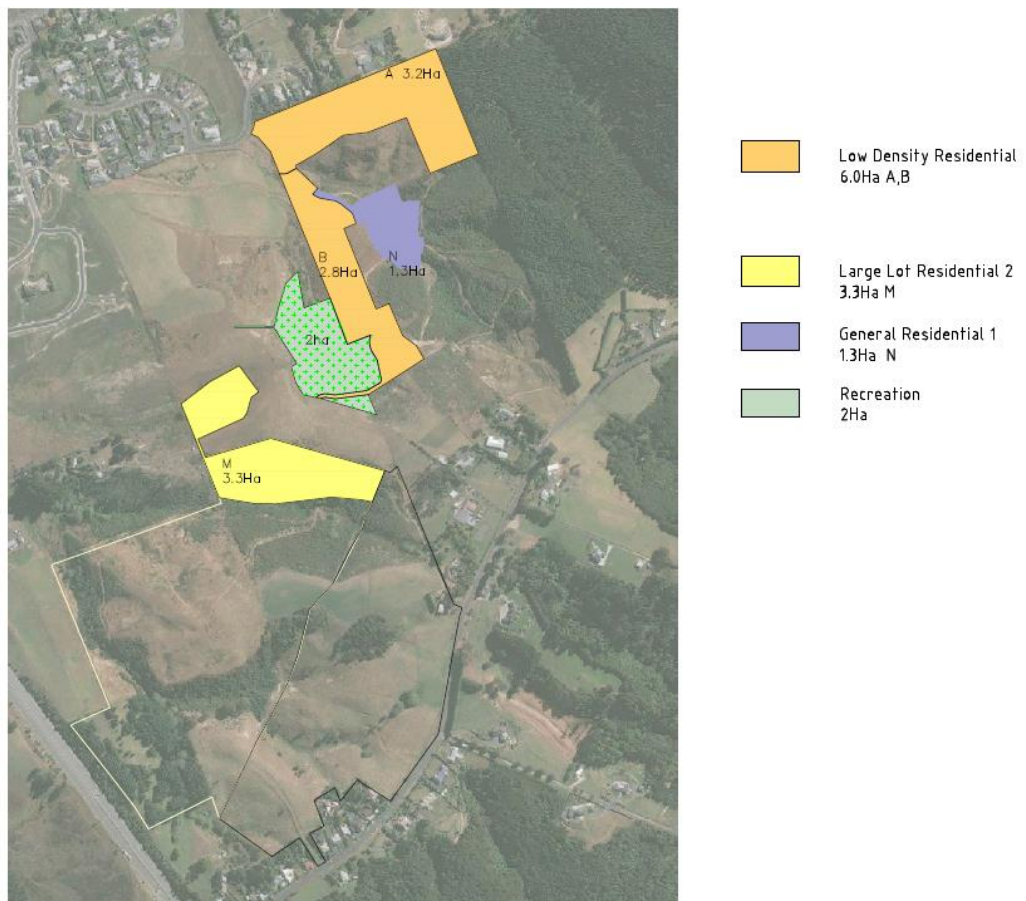 A 3.2Ha
B
2.8Ha
N
1.3Ha
2ha
M
3.3Ha
Low Density Residential
6.0Ha A,B
Large Lot Residential 2
3.3Ha M
General Residential 1
1.3Ha N
Recreation
2Ha